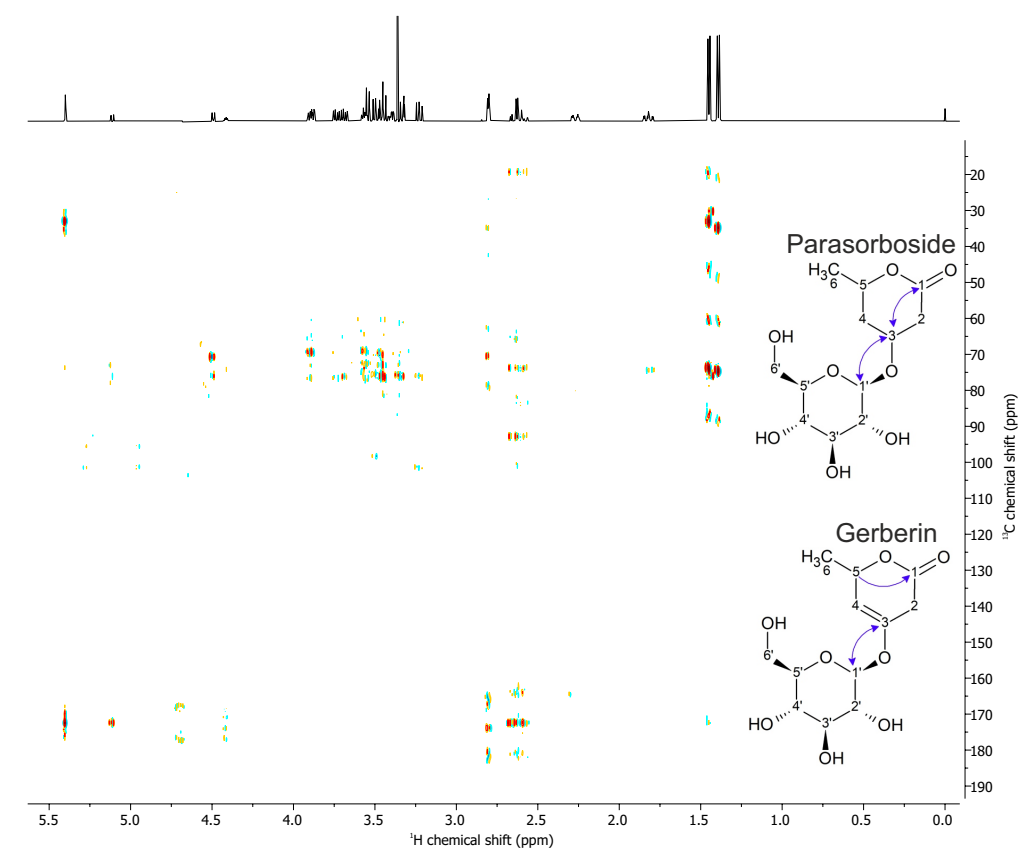 20
30
40
50
60
70
80
90
100
110
120
130
140
150
160
170
180
190
¹³C chemical shift (ppm)
Parasorboside
H₃C
6
5
O
1
O
4
2
3
OH
O
6'
O
5'
1'
4'
2'
HO
3'
OH
OH
Gerberin
H₃C
6
5
O
1
O
4
2
3
OH
O
6'
O
5'
1'
4'
2'
HO
3'
OH
OH
5.5 5.0 4.5 4.0 3.5 3.0 2.5 2.0 1.5 1.0 0.5 0.0
¹H chemical shift (ppm)